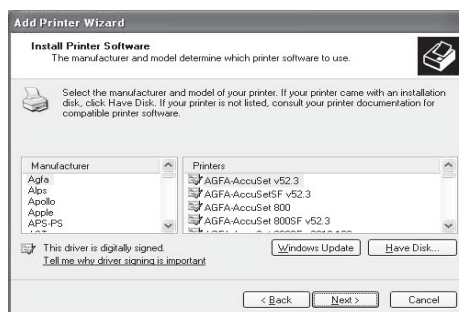 Add Printer Wizard
Install Printer Software
The manufacturer and model determine which printer software to use.
Select the manufacturer and model of your printer. If your printer came with an installation
disk, click Have Disk. If your printer is not listed, consult your printer documentation for
compatible printer software.
Manufacturer
Agfa
Alps
Apollo
Apple
APS-PS
Printers
AGFA-AccuSet v52.3
AGFA-AccuSetSF v52.3
AGFA-AccuSet 800
AGFA-AccuSet 800SF v52.3
This driver is digitally signed.
Tell me why driver signing is important
Windows Update
Have Disk...
< Back
Next >
Cancel